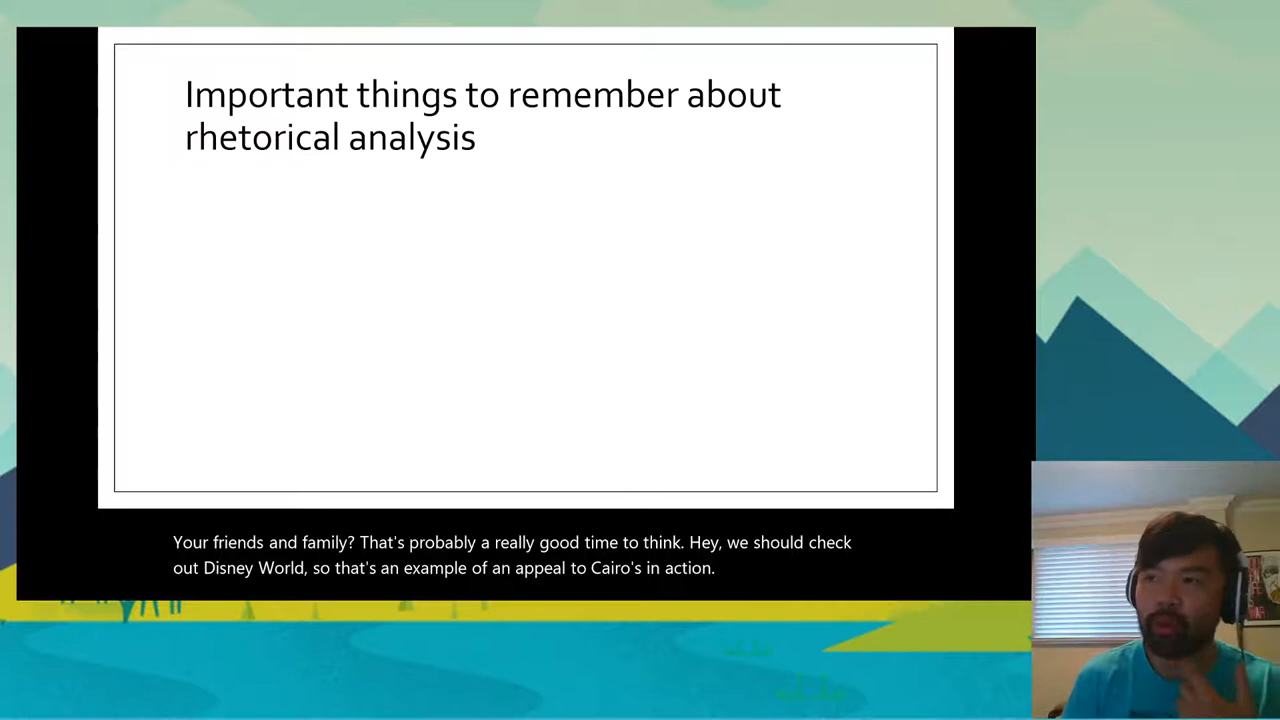 Important things to remember about
rhetorical analysis
Your friends and family? That's probably a really good time to think. Hey, we should check
out Disney World, so that's an example of an appeal to Cairo's in action.